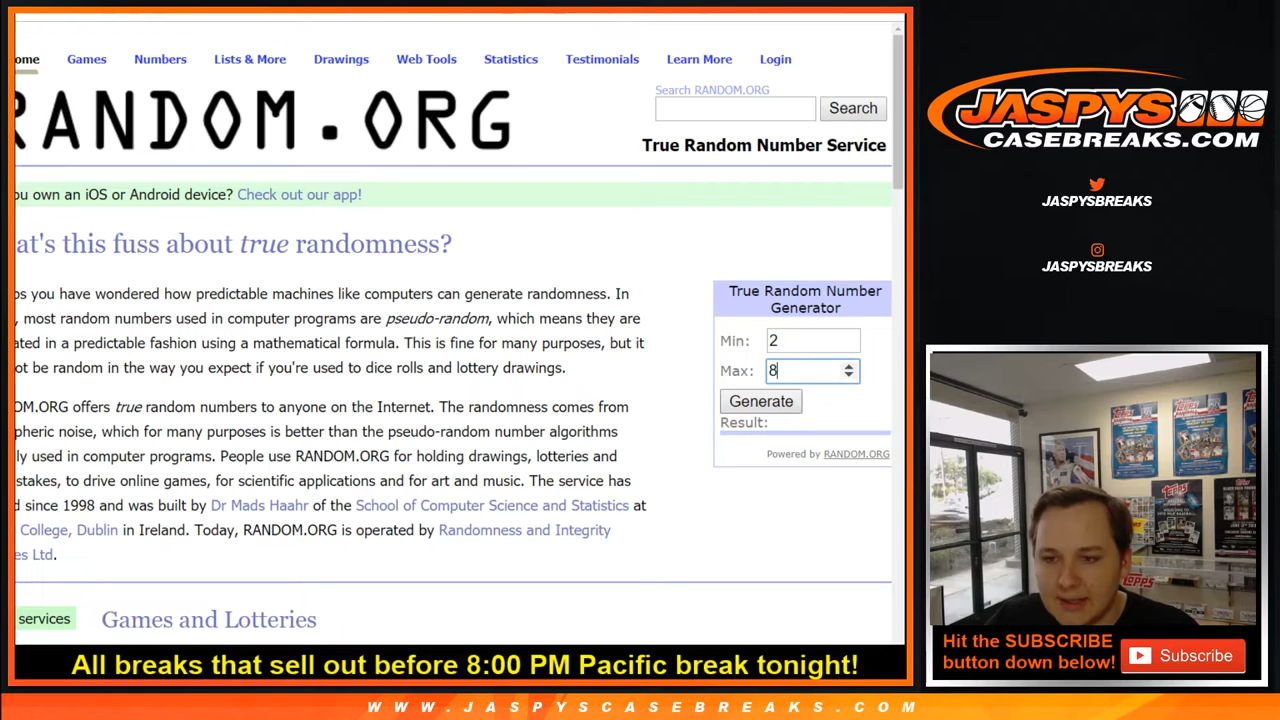 ome Games Numbers Lists & More Drawings Web Tools Statistics Testimonials Learn More Login
Search RANDOM.ORG
RANDOM.ORG
Search
True Random Number Service
ou own an iOS or Android device? Check out our app!
at's this fuss about true randomness?
ps you have wondered how predictable machines like computers can generate randomness. In
, most random numbers used in computer programs are pseudo-random, which means they are
ated in a predictable fashion using a mathematical formula. This is fine for many purposes, but it
ot be random in the way you expect if you're used to dice rolls and lottery drawings.
OM.ORG offers true random numbers to anyone on the Internet. The randomness comes from
pheric noise, which for many purposes is better than the pseudo-random number algorithms
ly used in computer programs. People use RANDOM.ORG for holding drawings, lotteries and
stakes, to drive online games, for scientific applications and for art and music. The service has
d since 1998 and was built by Dr Mads Haahr of the School of Computer Science and Statistics at
College, Dublin in Ireland. Today, RANDOM.ORG is operated by Randomness and Integrity
es Ltd.
True Random Number
Generator
Min: 2
Max: 8
Generate
Result:
Powered by RANDOM.ORG
services
Games and Lotteries
All breaks that sell out before 8:00 PM Pacific break tonight!
JASPYS
CASEBREAKS.COM
JASPYSBREAKS
JASPYSBREAKS
TOPPS
Hit the SUBSCRIBE
button down below!
Subscribe
WWW.JASPYSCASEBREAKS.COM